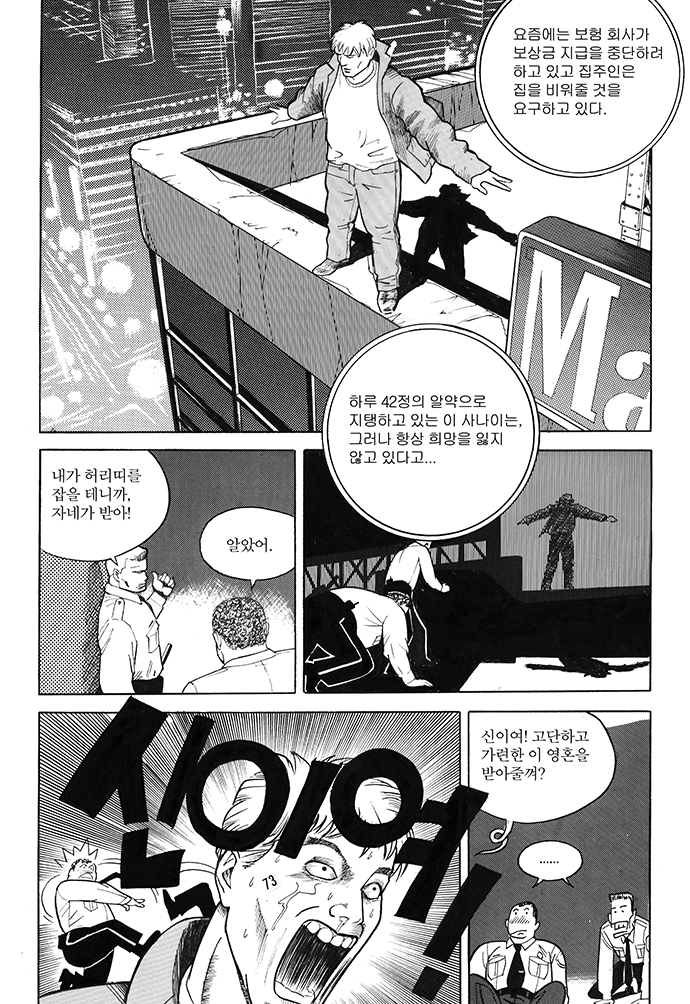 요즘에는 보험 회사가
보상금 지급을 중단하려
하고 있고 집주인은
집을 비워줄 것을
요구하고 있다.
Ma
하루 42정의 알약으로
지탱하고 있는 이 사나이는,
그러나 항상 희망을 잃지
않고 있다고...
내가 허리띠를
잡을 테니까,
자네가 받아!
알았어.
신이여!
73
신이여! 고단하고
가련한 이 영혼을
받아줄껴?
......